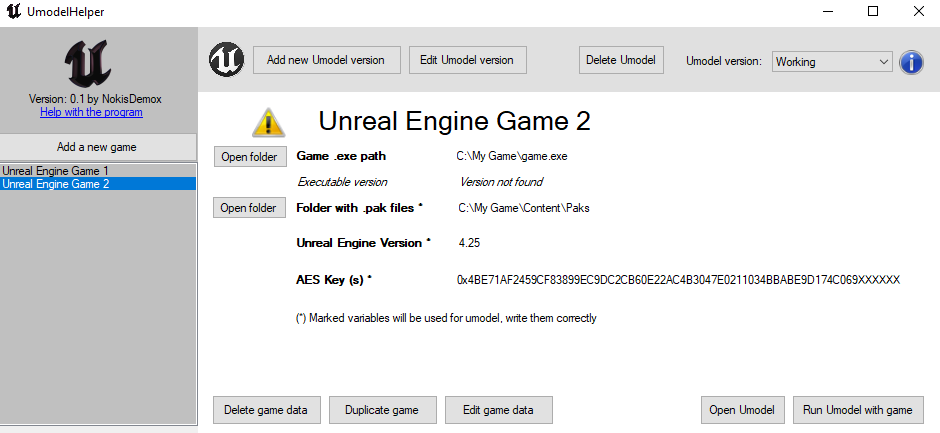 UmodelHelper
Version: 0.1 by NokisDemox
Help with the program
Add a new game
Unreal Engine Game 1
Unreal Engine Game 2
Add new Umodel version
Edit Umodel version
Delete Umodel
Umodel version:
Working
Unreal Engine Game 2
Open folder
Game .exe path
C:\My Game\game.exe
Executable version
Version not found
Open folder
Folder with .pak files *
C:\My Game\Content\Paks
Unreal Engine Version *
4.25
AES Key (s) *
0x4BE71AF2459CF83899EC9DC2CB60E22AC4B3047E0211034BBABE9D174C069XXXXXX
(*) Marked variables will be used for umodel, write them correctly
Delete game data
Duplicate game
Edit game data
Open Umodel
Run Umodel with game